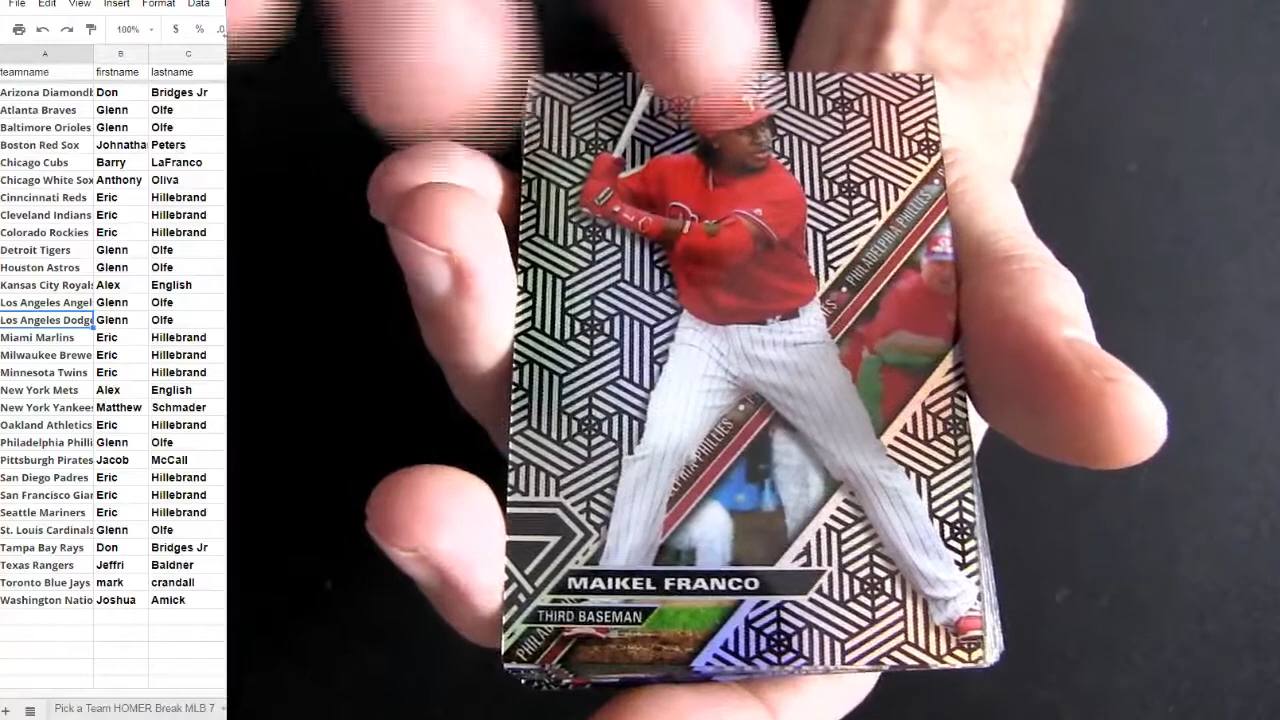 File Edit View Insert Format Data
100% $ % .0
A B C
teamname firstname lastname
Arizona Diamondb Don Bridges Jr
Atlanta Braves Glenn Olfe
Baltimore Orioles Glenn Olfe
Boston Red Sox Johnatha Peters
Chicago Cubs Barry LaFranco
Chicago White Sox Anthony Oliva
Cinncinnati Reds Eric Hillebrand
Cleveland Indians Eric Hillebrand
Colorado Rockies Eric Hillebrand
Detroit Tigers Glenn Olfe
Houston Astros Glenn Olfe
Kansas City Royals Alex English
Los Angeles Angel Glenn Olfe
Los Angeles Dodge Glenn Olfe
Miami Marlins Eric Hillebrand
Milwaukee Brewe Eric Hillebrand
Minnesota Twins Eric Hillebrand
New York Mets Alex English
New York Yankees Matthew Schmader
Oakland Athletics Eric Hillebrand
Philadelphia Philli Glenn Olfe
Pittsburgh Pirates Jacob McCall
San Diego Padres Eric Hillebrand
San Francisco Gian Eric Hillebrand
Seattle Mariners Eric Hillebrand
St. Louis Cardinals Glenn Olfe
Tampa Bay Rays Don Bridges Jr
Texas Rangers Jeffri Baldner
Toronto Blue Jays mark crandall
Washington Natio Joshua Amick
Pick a Team HOMER Break MLB 7
PHILADELPHIA PHILLIES
LPHIA PHILLIES
MAIKEL FRANCO
THIRD BASEMAN
PHILA